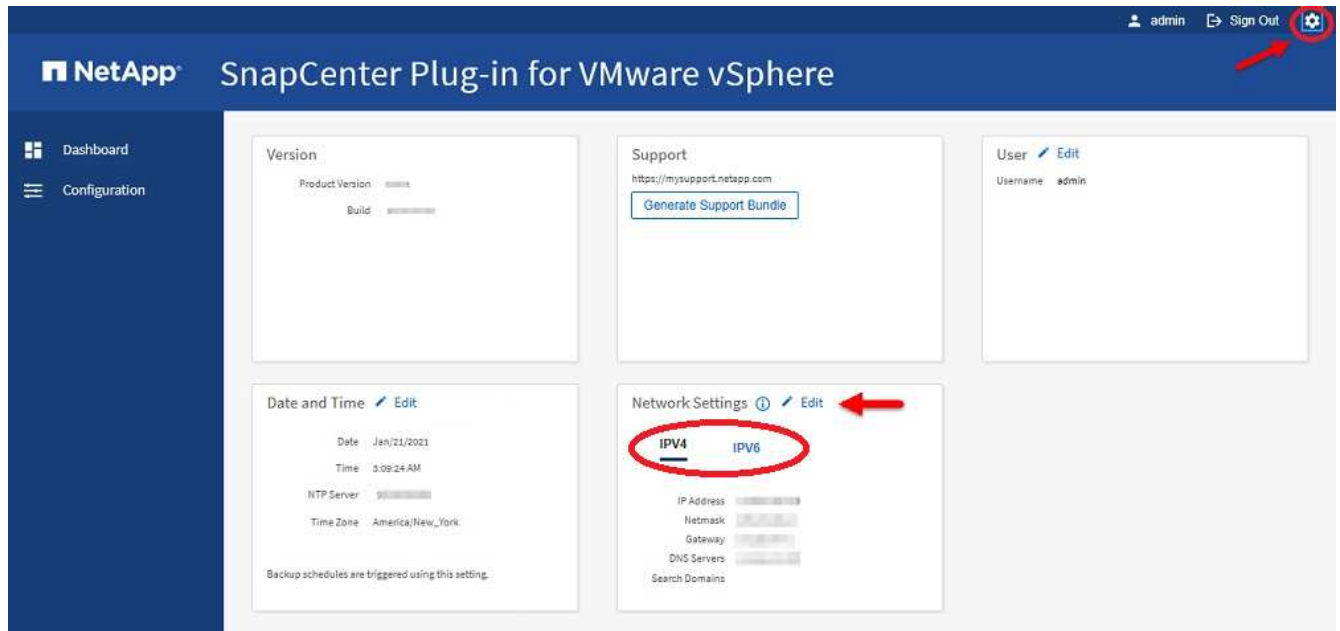 admin Sign Out
NetApp SnapCenter Plug-in for VMware vSphere
Dashboard
Configuration
Version
Product Version
Build
Support
https://mysupport.netapp.com
Generate Support Bundle
User Edit
Username admin
Date and Time Edit
Date Jan/21/2021
Time 3:09:24 AM
NTP Server
Time Zone America/New_York
Backup schedules are triggered using this setting.
Network Settings Edit
IPV4 IPV6
IP Address
Netmask
Gateway
DNS Servers
Search Domains